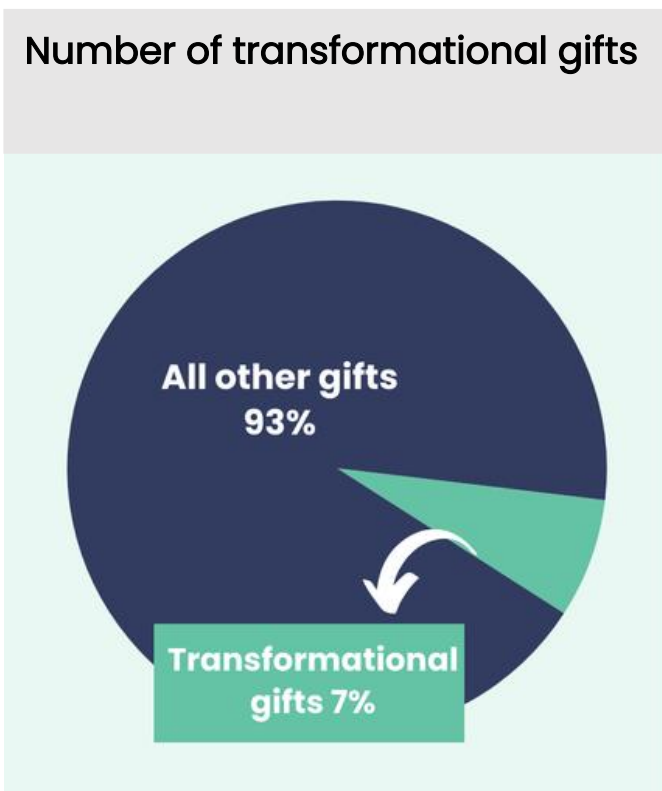 Number of transformational gifts
All other gifts
93%
Transformational
gifts 7%